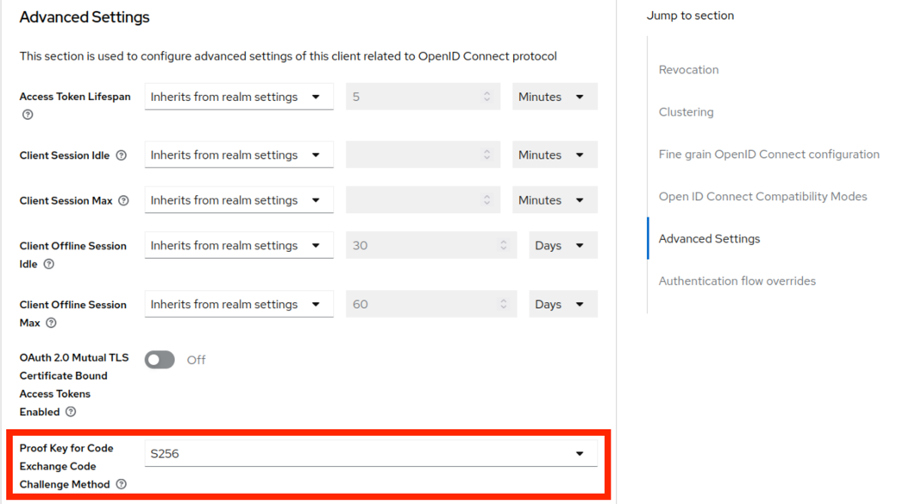 Advanced Settings
This section is used to configure advanced settings of this client related to OpenID Connect protocol
Access Token Lifespan
Inherits from realm settings
5
Minutes
Client Session Idle
Inherits from realm settings
Minutes
Client Session Max
Inherits from realm settings
Minutes
Client Offline Session
Idle
Inherits from realm settings
30
Days
Client Offline Session
Max
Inherits from realm settings
60
Days
OAuth 2.0 Mutual TLS
Certificate Bound
Access Tokens
Enabled
Off
Proof Key for Code
Exchange Code
Challenge Method
S256
Jump to section
Revocation
Clustering
Fine grain OpenID Connect configuration
Open ID Connect Compatibility Modes
Advanced Settings
Authentication flow overrides